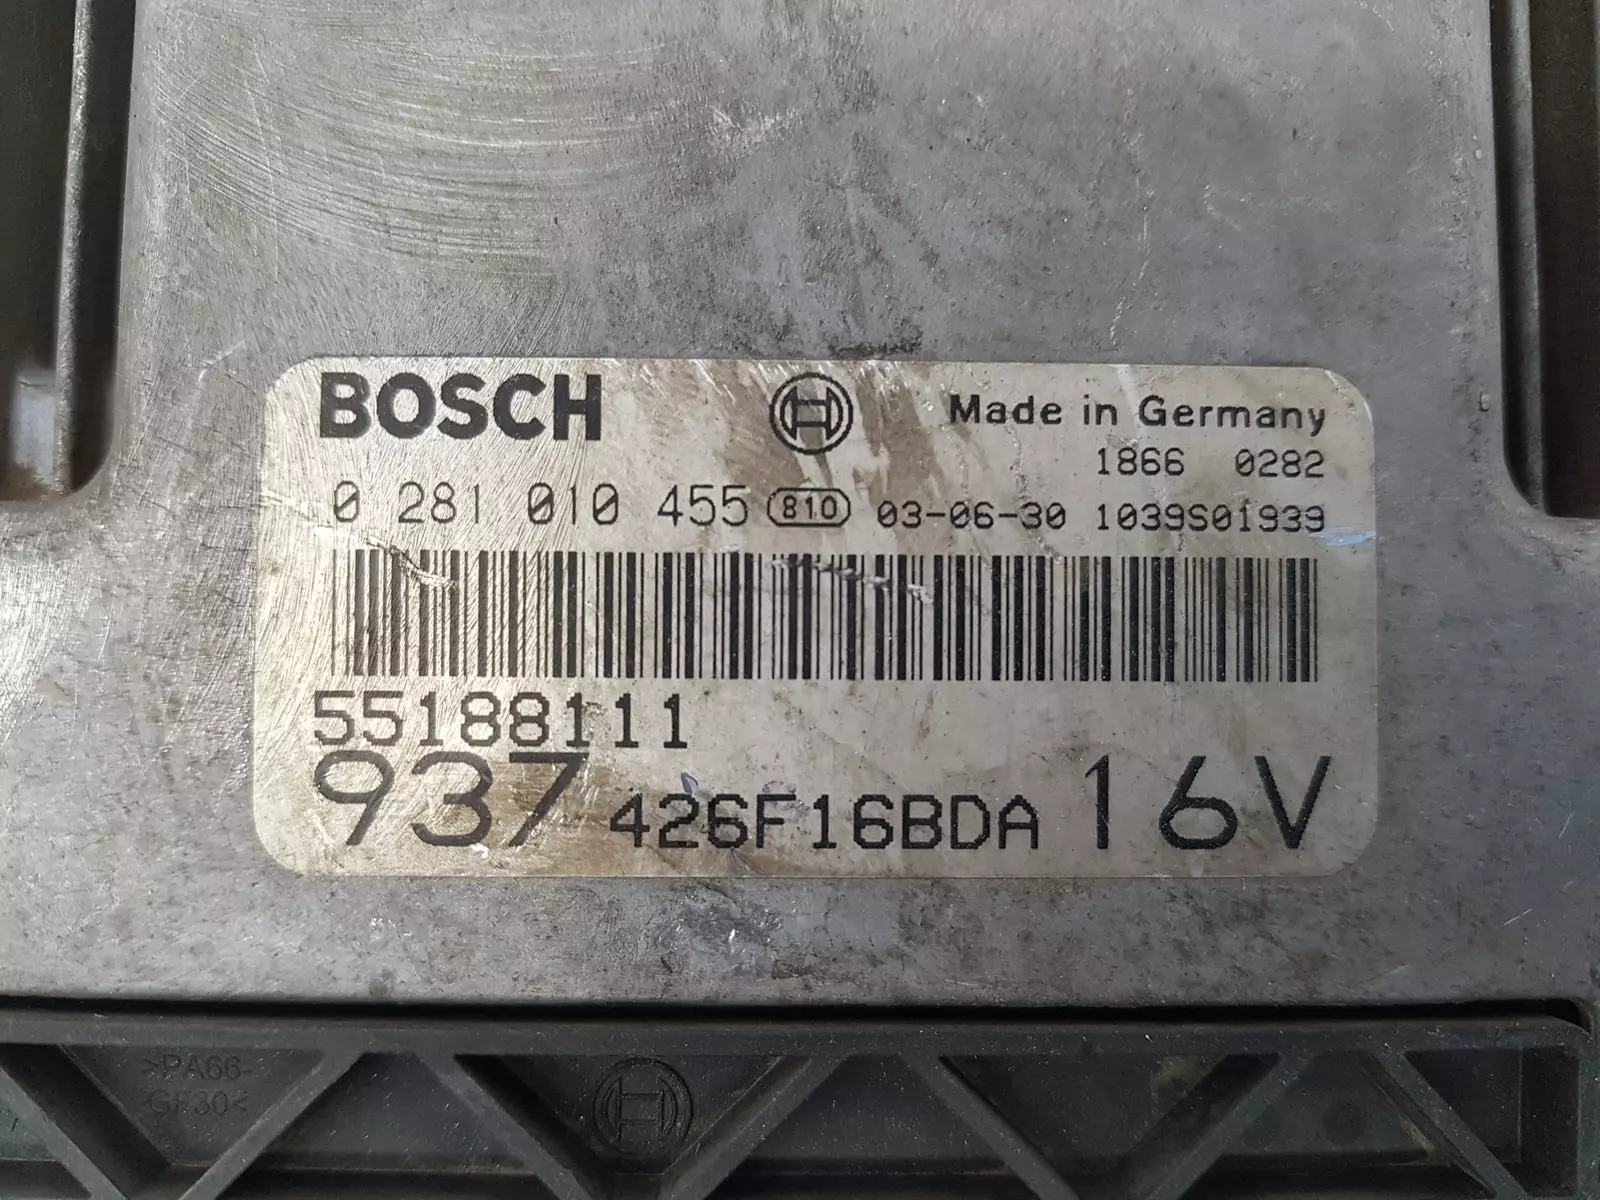 BOSCH Made in Germany
1866 0282
0 281 010 455 810 03-06-30 1039S01939
55188111
937 426F16BDA 16V
>PA66-
GF30<